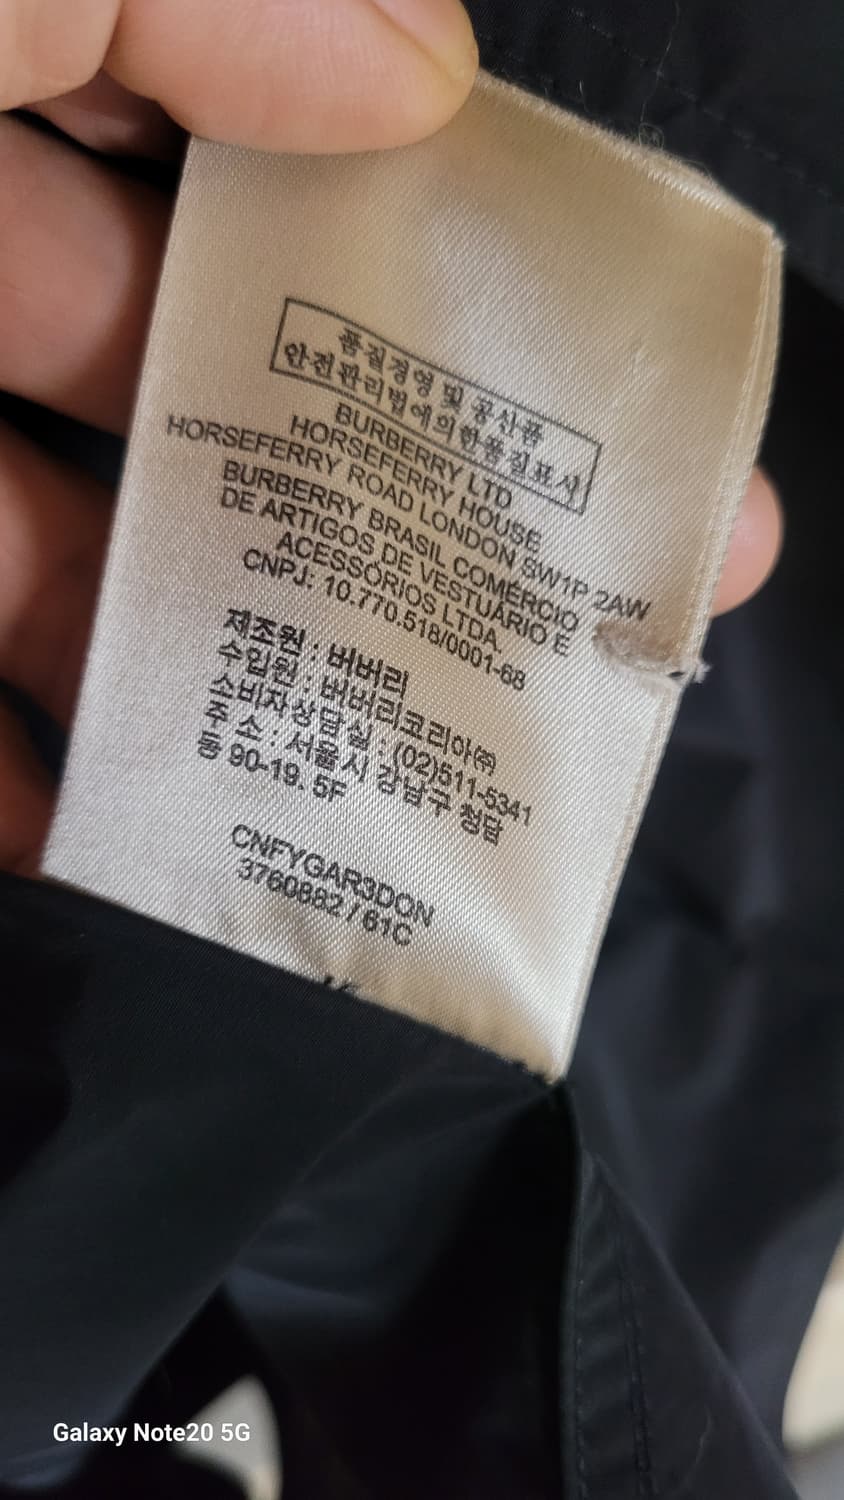 품질경영 및 공산품
안전관리법에의한품질표시
BURBERRY LTD
HORSEFERRY HOUSE
HORSEFERRY ROAD LONDON SW1P 2AW
BURBERRY BRASIL COMÉRCIO
DE ARTIGOS DE VESTUÁRIO E
ACESSÓRIOS LTDA.
CNPJ: 10.770.518/0001-68
제조원 : 버버리
수입원 : 버버리코리아㈜
소비자상담실 : (02)511-5341
주 소 : 서울시 강남구 청담
동 90-19. 5F
CNFYGAR3DON
3760882 / 61C
Galaxy Note20 5G